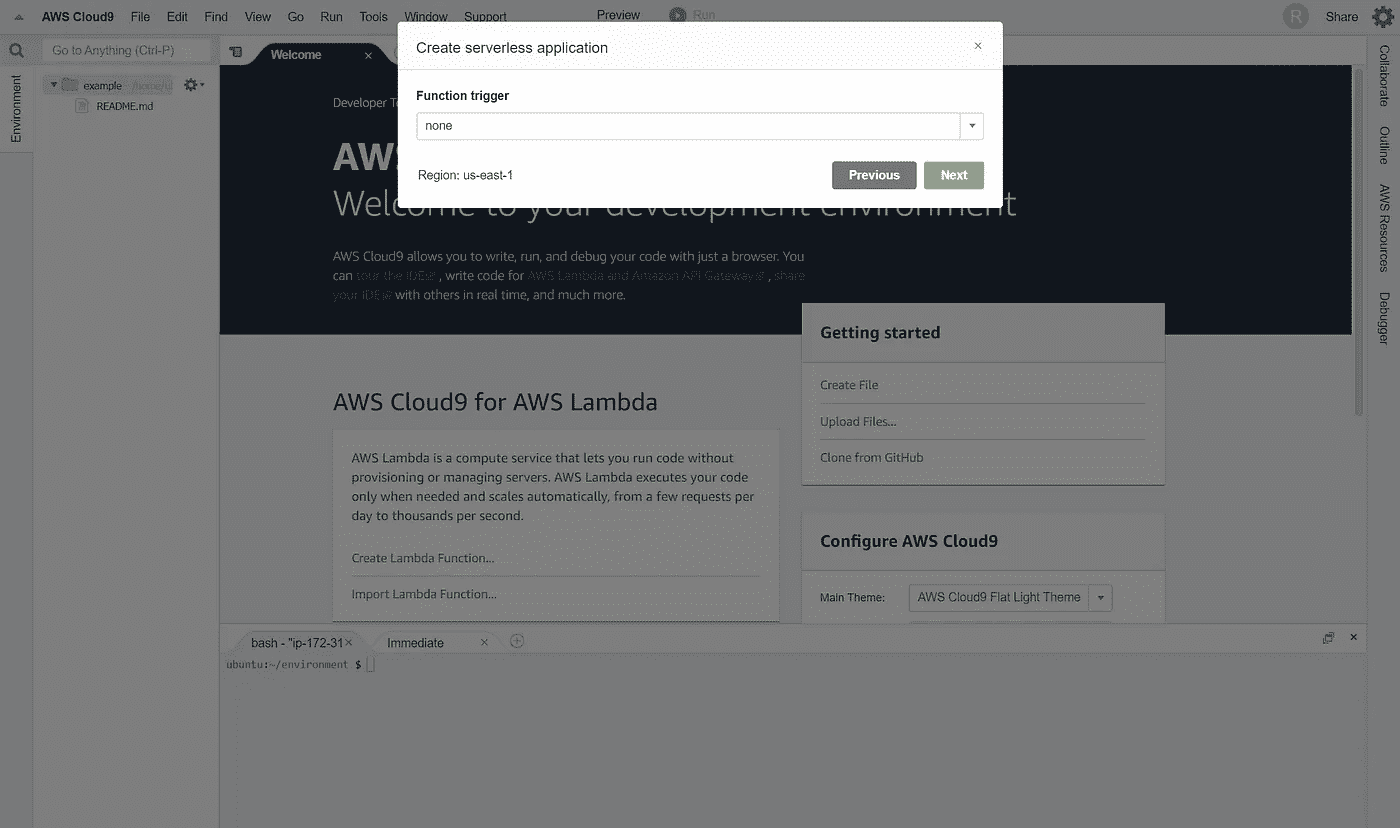 AWS Cloud9 File Edit Find View Go Run Tools Window Support Preview Run R Share
Go to Anything (Ctrl-P)
Welcome
Environment
example
README.md
Collaborate
Outline
AWS Resources
Debugger
Create serverless application
Function trigger
none
Region: us-east-1
Previous
Next
Developer
AWS
Welcome to your development environment
AWS Cloud9 allows you to write, run, and debug your code with just a browser. You
can tour the IDE, write code for AWS Lambda and Amazon API Gateway, share
your IDE with others in real time, and much more.
Getting started
Create File
Upload Files...
Clone from GitHub
AWS Cloud9 for AWS Lambda
AWS Lambda is a compute service that lets you run code without
provisioning or managing servers. AWS Lambda executes your code
only when needed and scales automatically, from a few requests per
day to thousands per second.
Create Lambda Function...
Import Lambda Function...
Configure AWS Cloud9
Main Theme: AWS Cloud9 Flat Light Theme
bash - "ip-172-31
Immediate
ubuntu:~/environment $